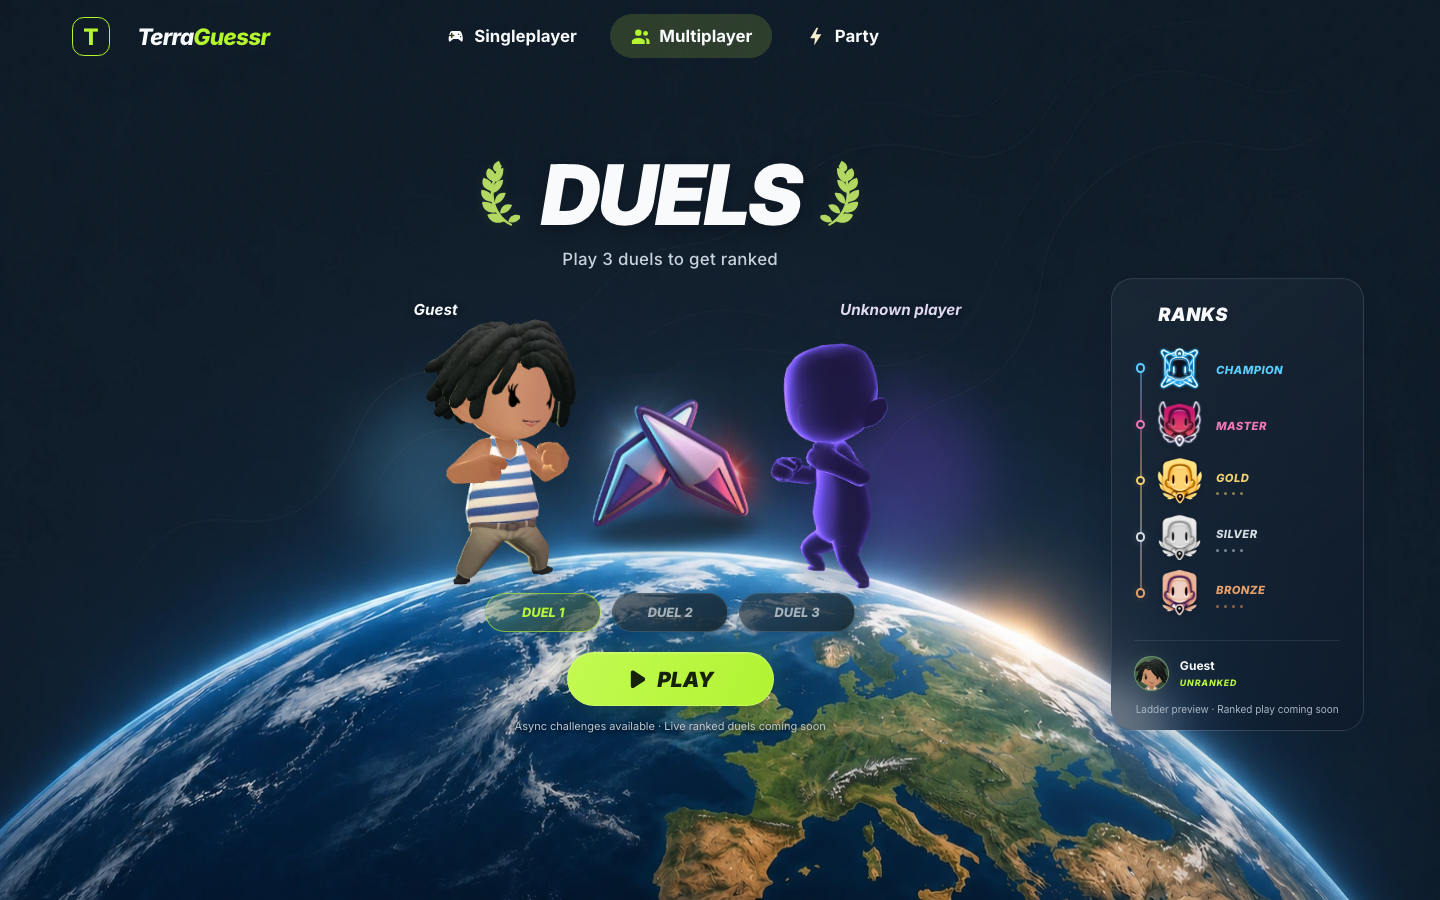 T TerraGuessr Singleplayer Multiplayer Party
DUELS
Play 3 duels to get ranked
Guest
Unknown player
DUEL 1
DUEL 2
DUEL 3
PLAY
Async challenges available · Live ranked duels coming soon
RANKS
CHAMPION
MASTER
GOLD
SILVER
BRONZE
Guest
UNRANKED
Ladder preview · Ranked play coming soon